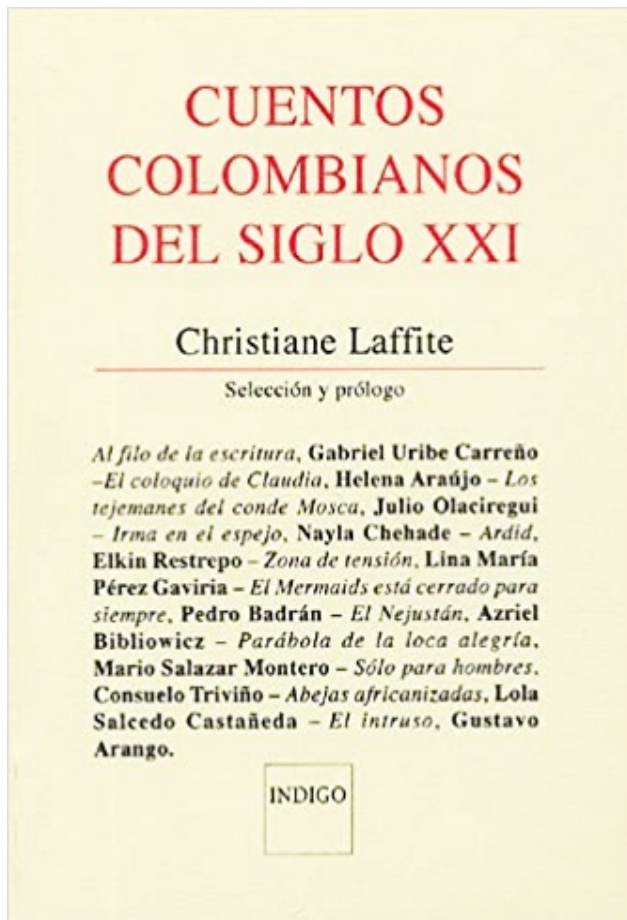 CUENTOS
COLOMBIANOS
DEL SIGLO XXI
Christiane Laffite
Selección y prólogo
Al filo de la escritura, Gabriel Uribe Carreño
–El coloquio de Claudia, Helena Araújo – Los
tejemanes del conde Mosca, Julio Olaciregui
– Irma en el espejo, Nayla Chehade – Ardid,
Elkin Restrepo – Zona de tensión, Lina María
Pérez Gaviria – El Mermaids está cerrado para
siempre, Pedro Badrán – El Nejustán, Azriel
Bibliowicz – Parábola de la loca alegría,
Mario Salazar Montero – Sólo para hombres,
Consuelo Triviño – Abejas africanizadas, Lola
Salcedo Castañeda – El intruso, Gustavo
Arango.
INDIGO